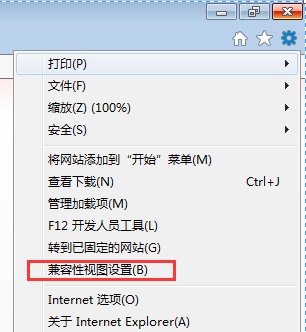 打印(P)
文件(F)
缩放(Z) (100%)
安全(S)
将网站添加到“开始”菜单(M)
查看下载(N) Ctrl+J
管理加载项(M)
F12 开发人员工具(L)
转到已固定的网站(G)
兼容性视图设置(B)
Internet 选项(O)
关于 Internet Explorer(A)